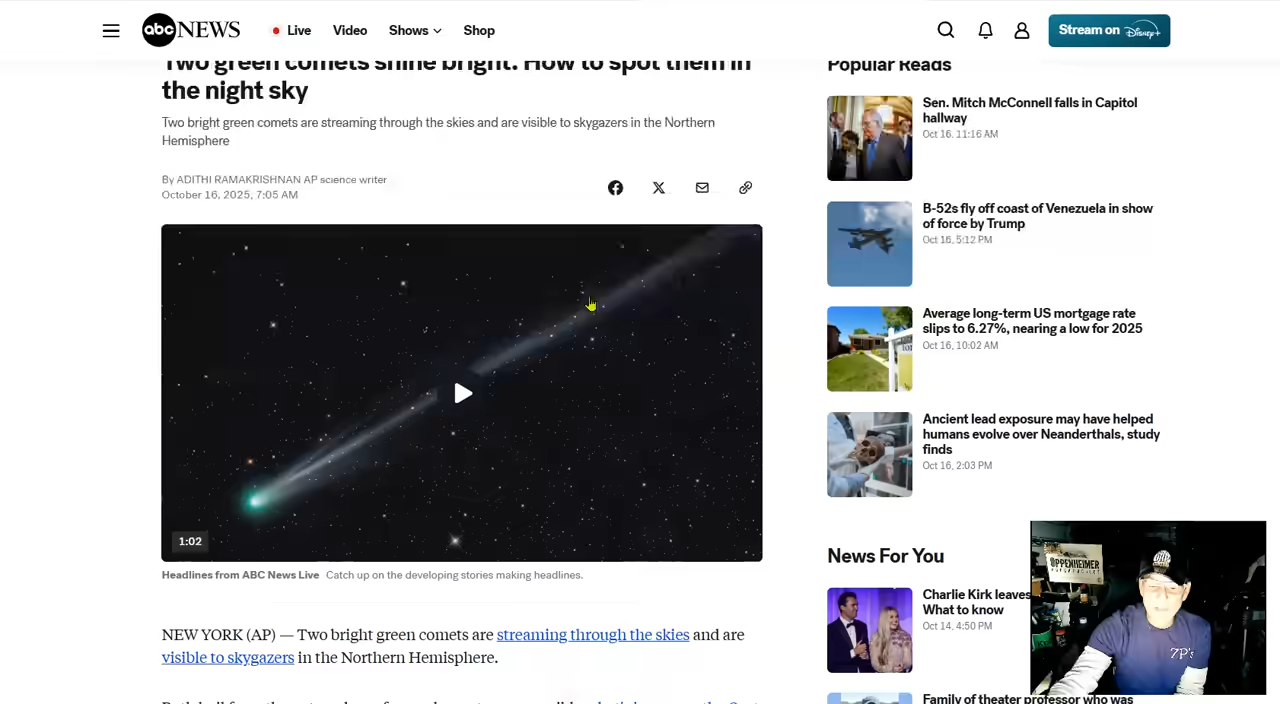 abc NEWS
Live
Video
Shows
Shop
Stream on Disney+
Two green comets shine bright. How to spot them in
the night sky
Two bright green comets are streaming through the skies and are visible to skygazers in the Northern
Hemisphere
By ADITHI RAMAKRISHNAN AP science writer
October 16, 2025, 7:05 AM
1:02
Headlines from ABC News Live Catch up on the developing stories making headlines.
NEW YORK (AP) — Two bright green comets are streaming through the skies and are
visible to skygazers in the Northern Hemisphere.
Popular Reads
Sen. Mitch McConnell falls in Capitol
hallway
Oct 16, 11:16 AM
B-52s fly off coast of Venezuela in show
of force by Trump
Oct 16, 5:12 PM
Average long-term US mortgage rate
slips to 6.27%, nearing a low for 2025
Oct 16, 10:02 AM
Ancient lead exposure may have helped
humans evolve over Neanderthals, study
finds
Oct 16, 2:03 PM
News For You
Charlie Kirk leaves
What to know
Oct 14, 4:50 PM
Family of theater professor who was
OPPENHEIMER
ZP's